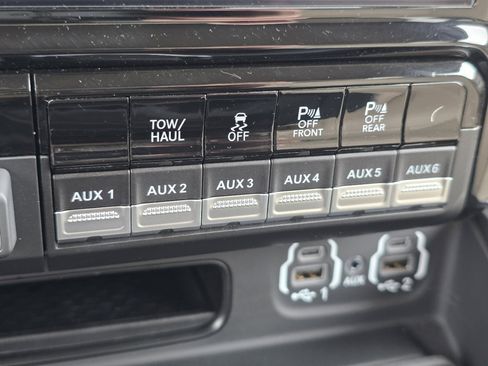 TOW/
HAUL
OFF
P
OFF
FRONT
P
OFF
REAR
AUX 1
AUX 2
AUX 3
AUX 4
AUX 5
AUX 6
1
AUX
2